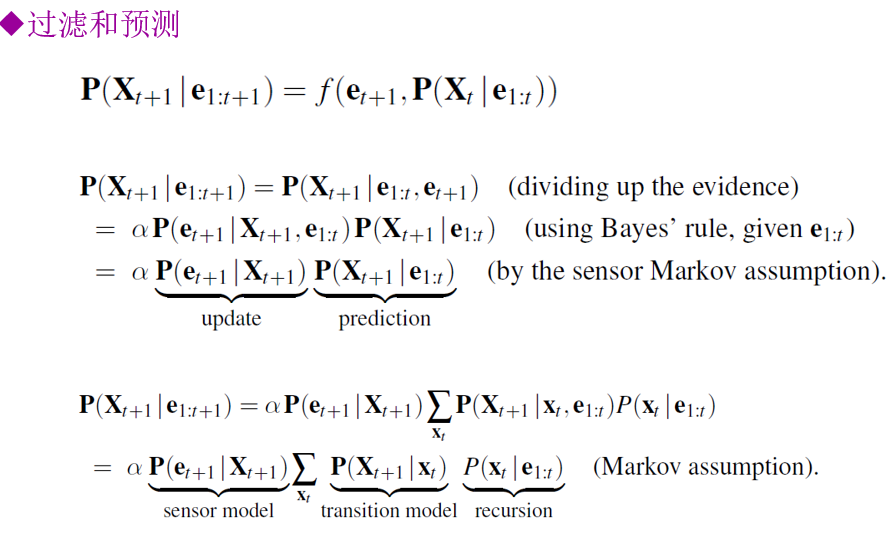 ◆过滤和预测
P(X_{t+1} | e_{1:t+1}) = f(e_{t+1}, P(X_t | e_{1:t}))
P(X_{t+1} | e_{1:t+1}) = P(X_{t+1} | e_{1:t}, e_{t+1}) (dividing up the evidence)
= α P(e_{t+1} | X_{t+1}, e_{1:t}) P(X_{t+1} | e_{1:t}) (using Bayes’ rule, given e_{1:t})
= α P(e_{t+1} | X_{t+1}) P(X_{t+1} | e_{1:t}) (by the sensor Markov assumption).
update prediction
P(X_{t+1} | e_{1:t+1}) = α P(e_{t+1} | X_{t+1}) ∑_{x_t} P(X_{t+1} | x_t, e_{1:t}) P(x_t | e_{1:t})
= α P(e_{t+1} | X_{t+1}) ∑_{x_t} P(X_{t+1} | x_t) P(x_t | e_{1:t}) (Markov assumption).
sensor model transition model recursion